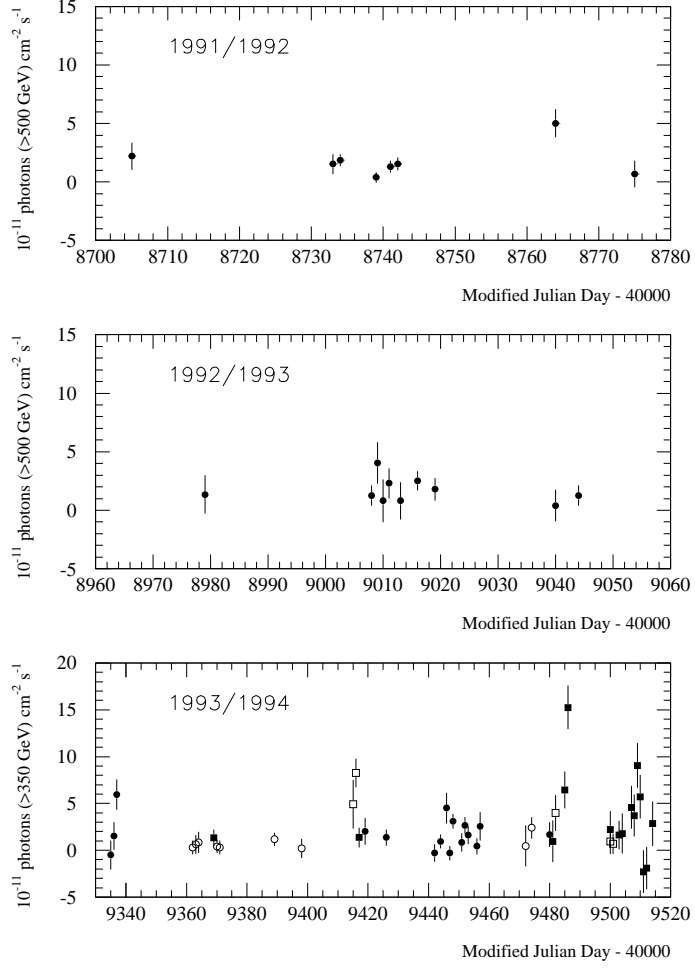 1991/1992
10⁻¹¹ photons (>500 GeV) cm⁻² s⁻¹
15
10
5
0
-5
8700 8710 8720 8730 8740 8750 8760 8770 8780
Modified Julian Day - 40000
1992/1993
10⁻¹¹ photons (>500 GeV) cm⁻² s⁻¹
15
10
5
0
-5
8960 8970 8980 8990 9000 9010 9020 9030 9040 9050 9060
Modified Julian Day - 40000
1993/1994
10⁻¹¹ photons (>350 GeV) cm⁻² s⁻¹
20
15
10
5
0
-5
9340 9360 9380 9400 9420 9440 9460 9480 9500 9520
Modified Julian Day - 40000